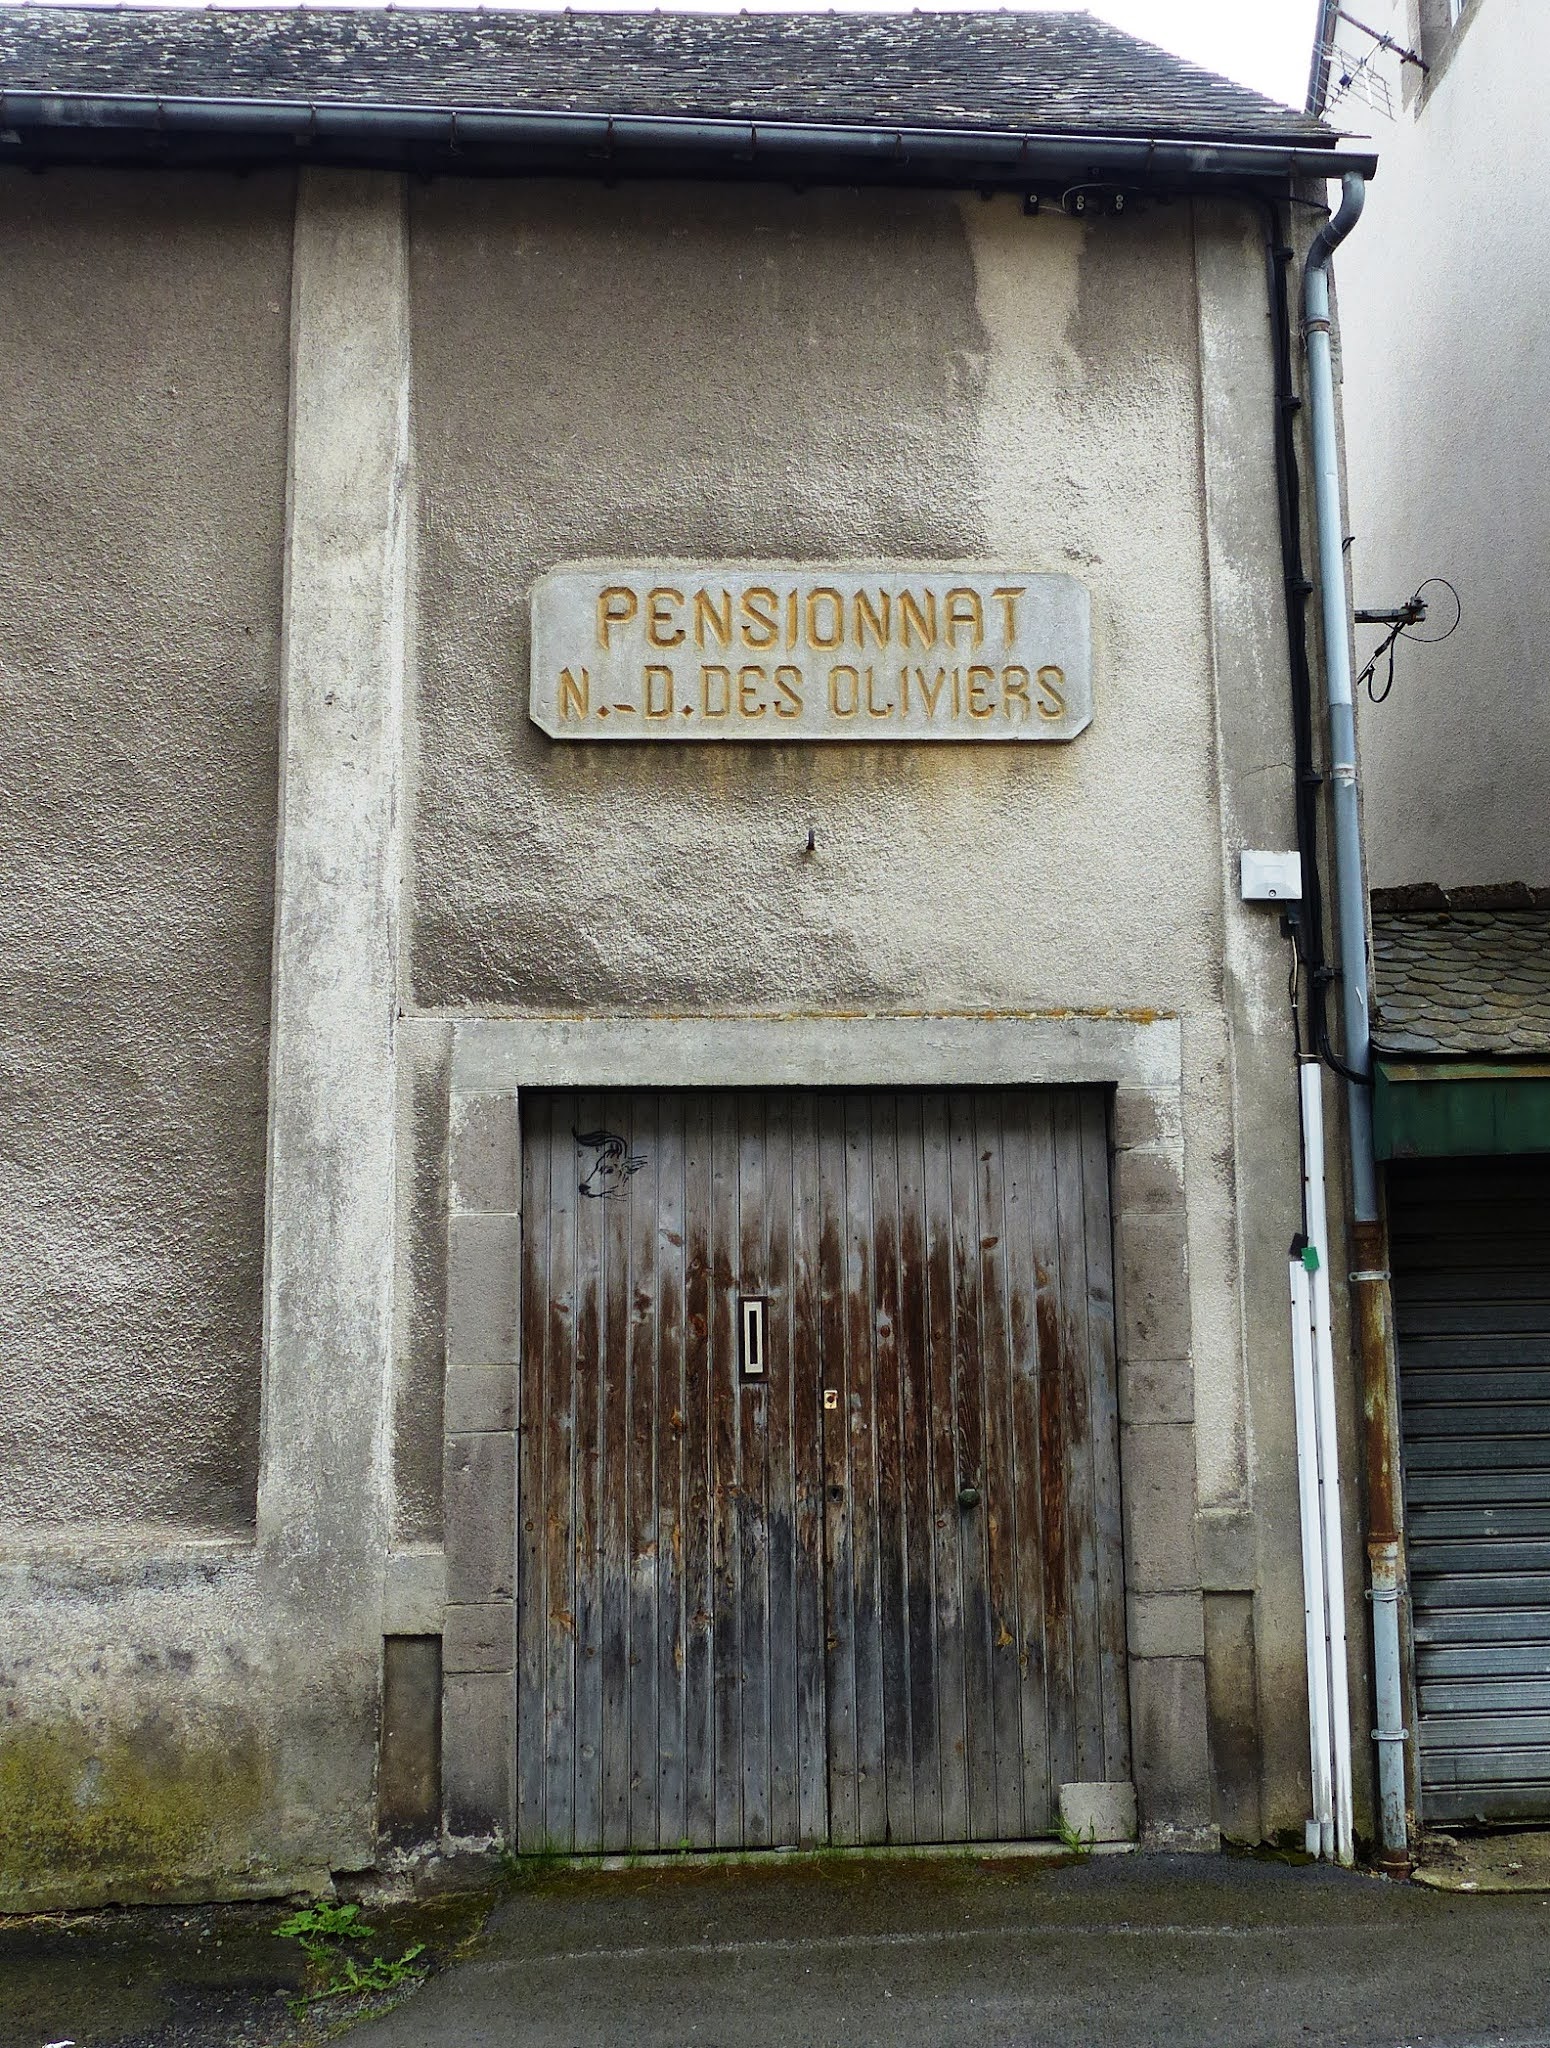 PENSIONNAT
N.-D. DES OLIVIERS